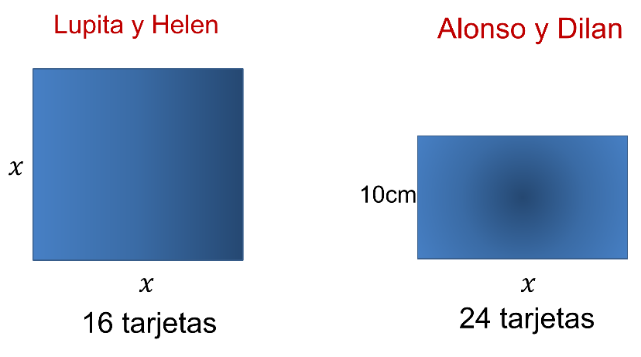 Lupita y Helen
x
x
16 tarjetas
Alonso y Dilan
10cm
x
24 tarjetas